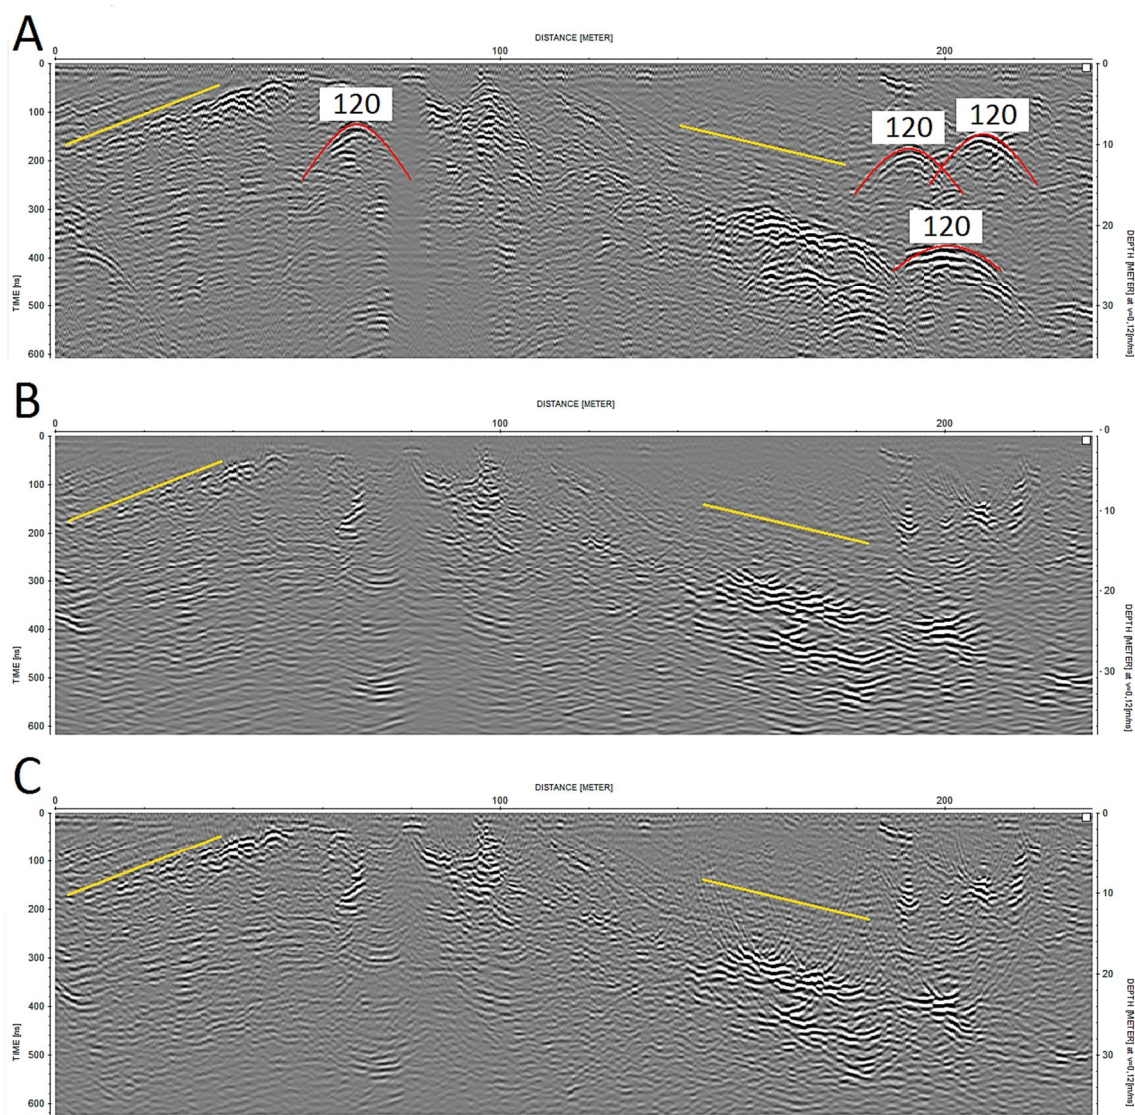 A
DISTANCE [METER]
0 100 200
0 0
100
120 120 120
10
200
300
20
120
400
500
30
600
TIME [ns]
DEPTH [METER] at v=0,12[m/ns]
B
DISTANCE [METER]
0 100 200
0 0
100
10
200
300
20
400
30
500
600
TIME [ns]
DEPTH [METER] at v=0,12[m/ns]
C
DISTANCE [METER]
0 100 200
0 0
100
10
200
300
20
400
500
30
600
TIME [ns]
DEPTH [METER] at v=0,12[m/ns]